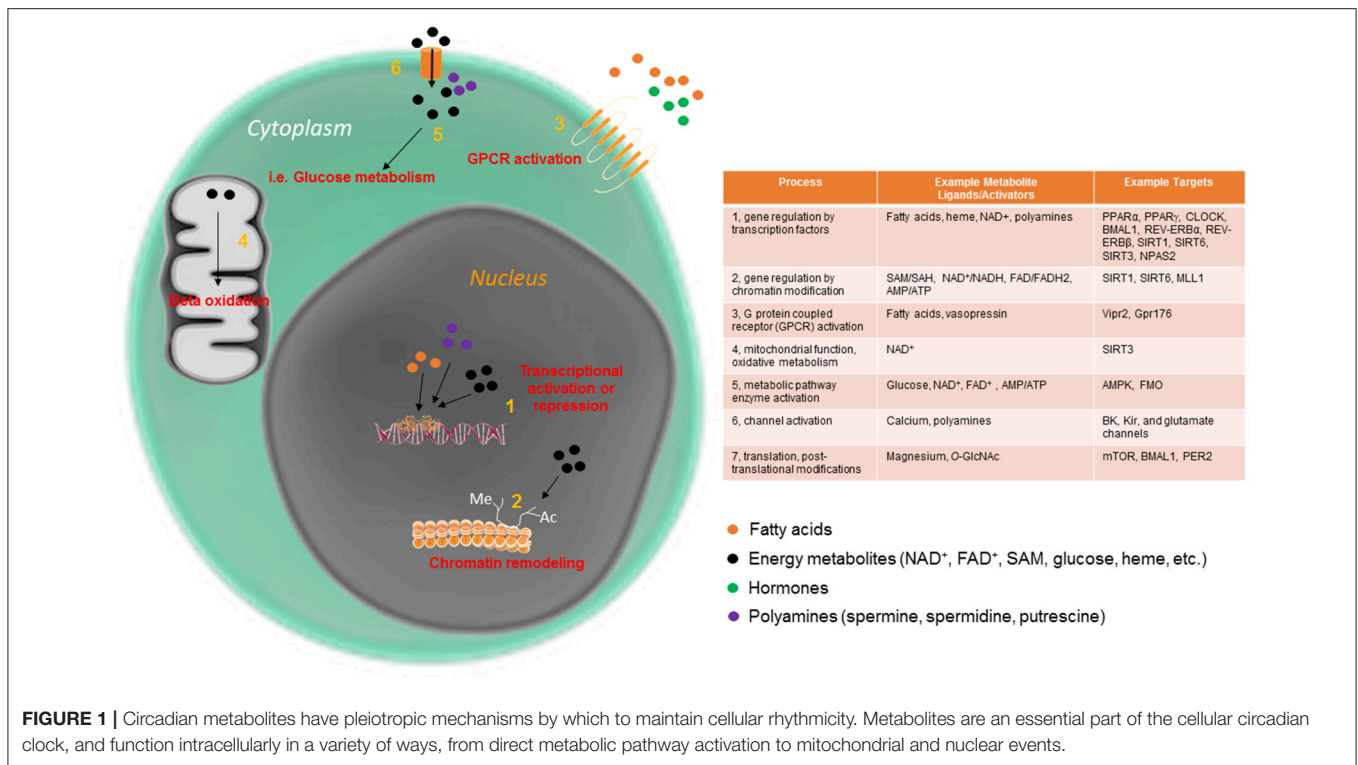 6
Cytoplasm
5
3
GPCR activation
i.e. Glucose metabolism
4
Beta oxidation
Nucleus
Transcriptional
activation or
repression
1
Me
2
Ac
Chromatin remodeling
Process
Example Metabolite
Ligands/Activators
Example Targets
1, gene regulation by
transcription factors
Fatty acids, heme, NAD+, polyamines
PPARα, PPARγ, CLOCK,
BMAL1, REV-ERBα, REV-
ERBβ, SIRT1, SIRT6,
SIRT3, NPAS2
2, gene regulation by
chromatin modification
SAM/SAH, NAD⁺/NADH, FAD/FADH2,
AMP/ATP
SIRT1, SIRT6, MLL1
3, G protein coupled
receptor (GPCR) activation
Fatty acids, vasopressin
Vipr2, Gpr176
4, mitochondrial function,
oxidative metabolism
NAD⁺
SIRT3
5, metabolic pathway
enzyme activation
Glucose, NAD⁺, FAD⁺ , AMP/ATP
AMPK, FMO
6, channel activation
Calcium, polyamines
BK, Kir, and glutamate
channels
7, translation, post-
translational modifications
Magnesium, O-GlcNAc
mTOR, BMAL1, PER2
Fatty acids
Energy metabolites (NAD⁺, FAD⁺, SAM, glucose, heme, etc.)
Hormones
Polyamines (spermine, spermidine, putrescine)
FIGURE 1 | Circadian metabolites have pleiotropic mechanisms by which to maintain cellular rhythmicity. Metabolites are an essential part of the cellular circadian
clock, and function intracellularly in a variety of ways, from direct metabolic pathway activation to mitochondrial and nuclear events.